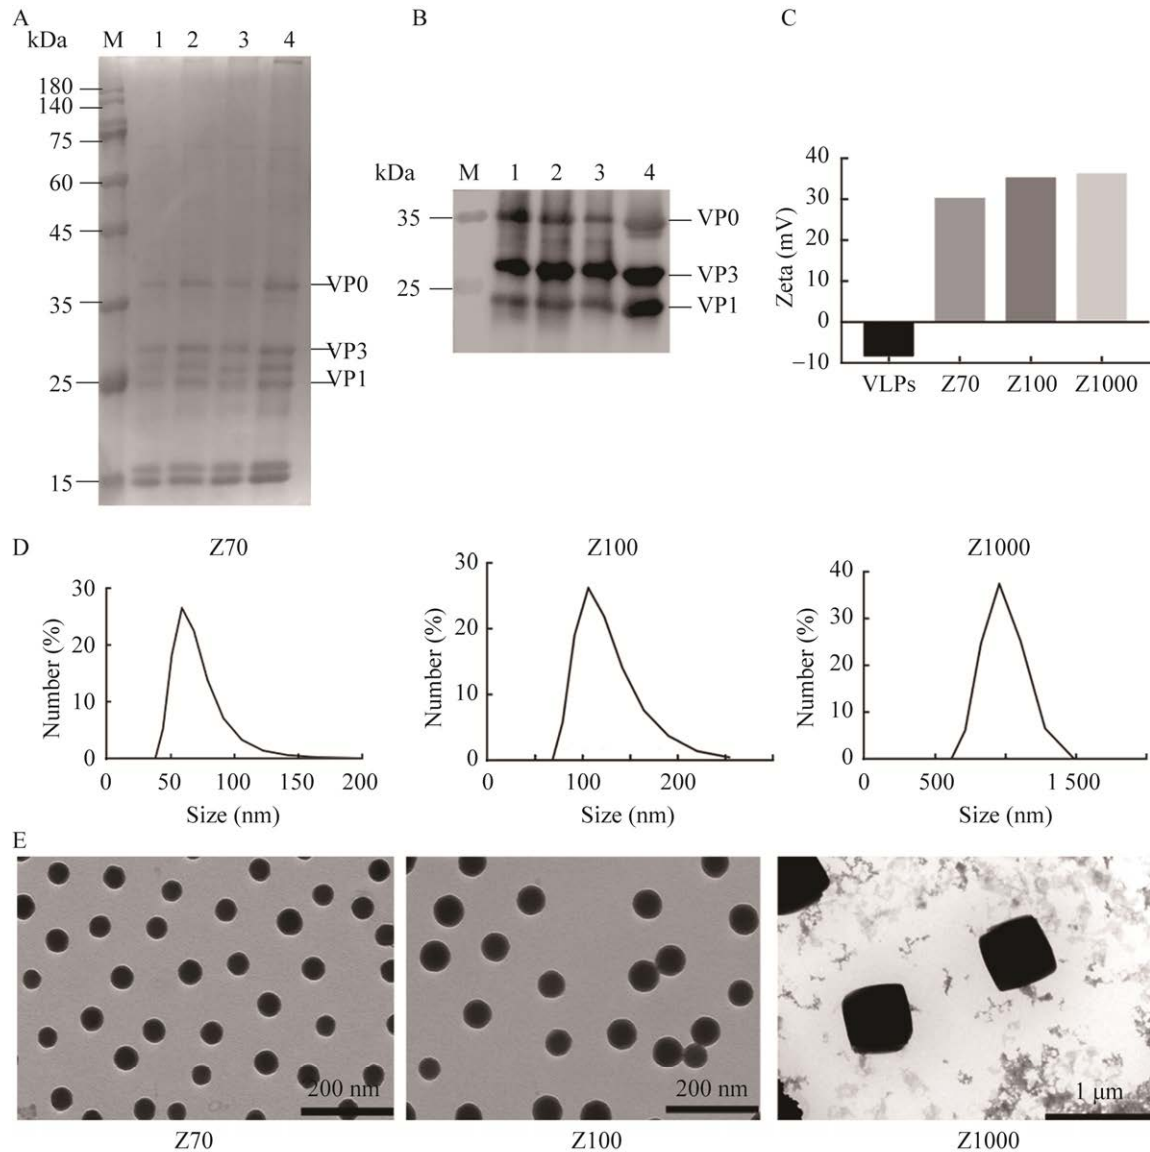 A
kDa M 1 2 3 4
180
140
75
60
45
35
25
15
VP0
VP3
VP1
B
kDa M 1 2 3 4
35
25
VP0
VP3
VP1
C
Zeta (mV)
40
30
20
10
0
−10
VLPs Z70 Z100 Z1000
D
Z70
Number (%)
30
20
10
0
0 50 100 150 200
Size (nm)
Z100
Number (%)
30
20
10
0
0 100 200
Size (nm)
Z1000
Number (%)
40
30
20
10
0
0 500 1 500
Size (nm)
E
200 nm
Z70
200 nm
Z100
1 μm
Z1000